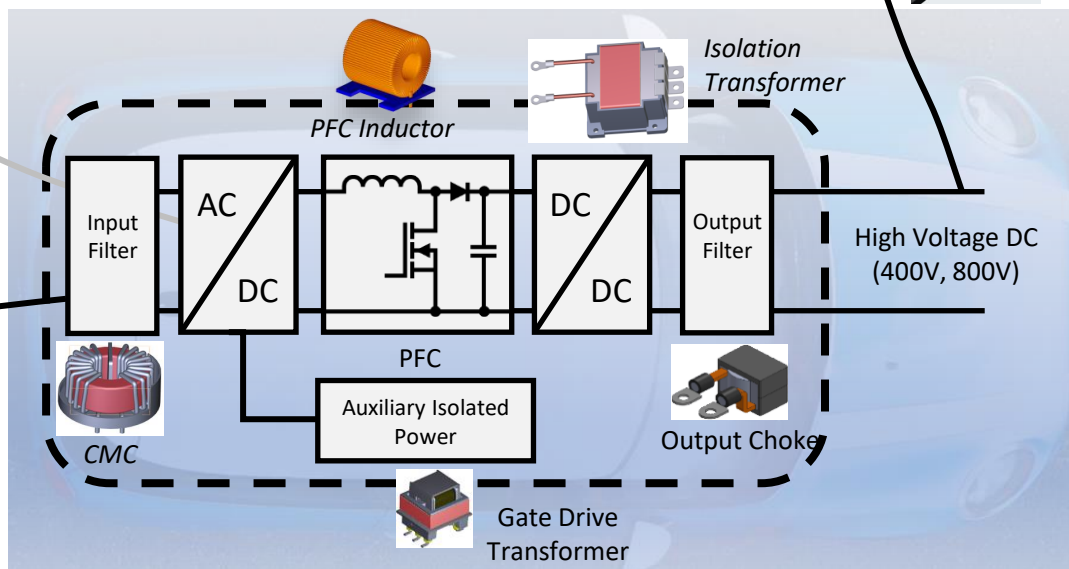 Isolation
Transformer
PFC Inductor
Input
Filter
AC
DC
DC
DC
Output
Filter
High Voltage DC
(400V, 800V)
PFC
Auxiliary Isolated
Power
CMC
Output Choke
Gate Drive
Transformer